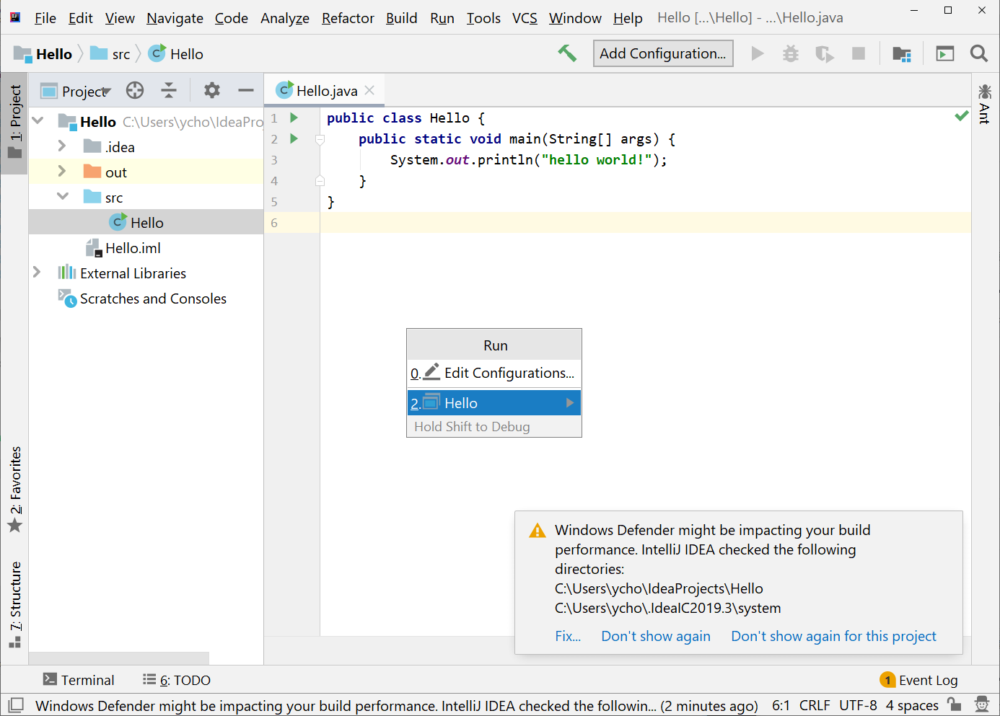 File Edit View Navigate Code Analyze Refactor Build Run Tools VCS Window Help Hello [...\Hello] - ...\Hello.java
Hello src Hello
Add Configuration...
1: Project
Project
Hello C:\Users\ycho\IdeaPro
.idea
out
src
Hello
Hello.iml
External Libraries
Scratches and Consoles
2: Favorites
7: Structure
Hello.java
1 public class Hello {
2 public static void main(String[] args) {
3 System.out.println("hello world!");
4 }
5 }
6
Ant
Run
0. Edit Configurations...
2. Hello
Hold Shift to Debug
Windows Defender might be impacting your build
performance. IntelliJ IDEA checked the following
directories:
C:\Users\ycho\IdeaProjects\Hello
C:\Users\ycho\.IdeaIC2019.3\system
Fix... Don't show again Don't show again for this project
Terminal 6: TODO 1 Event Log
Windows Defender might be impacting your build performance. IntelliJ IDEA checked the followin... (2 minutes ago) 6:1 CRLF UTF-8 4 spaces